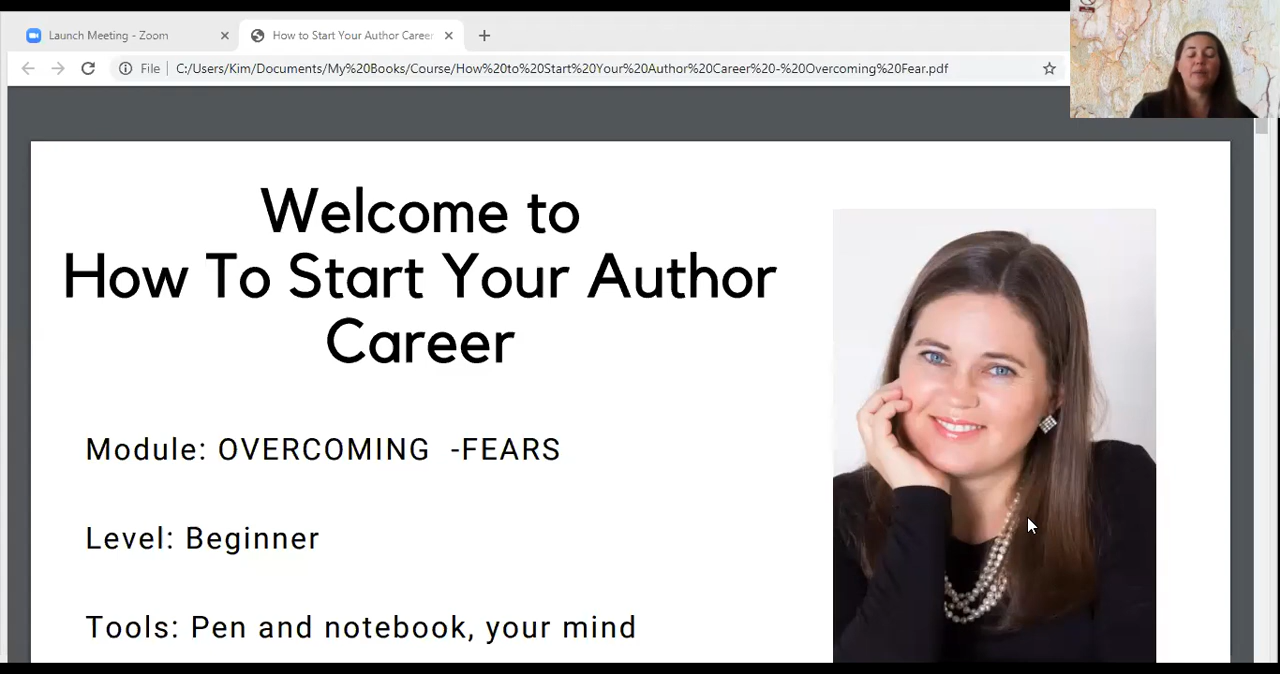 Launch Meeting - Zoom
How to Start Your Author Career
File
C:/Users/Kim/Documents/My%20Books/Course/How%20to%20Start%20Your%20Author%20Career%20-%20Overcoming%20Fear.pdf
Welcome to
How To Start Your Author
Career
Module: OVERCOMING -FEARS
Level: Beginner
Tools: Pen and notebook, your mind